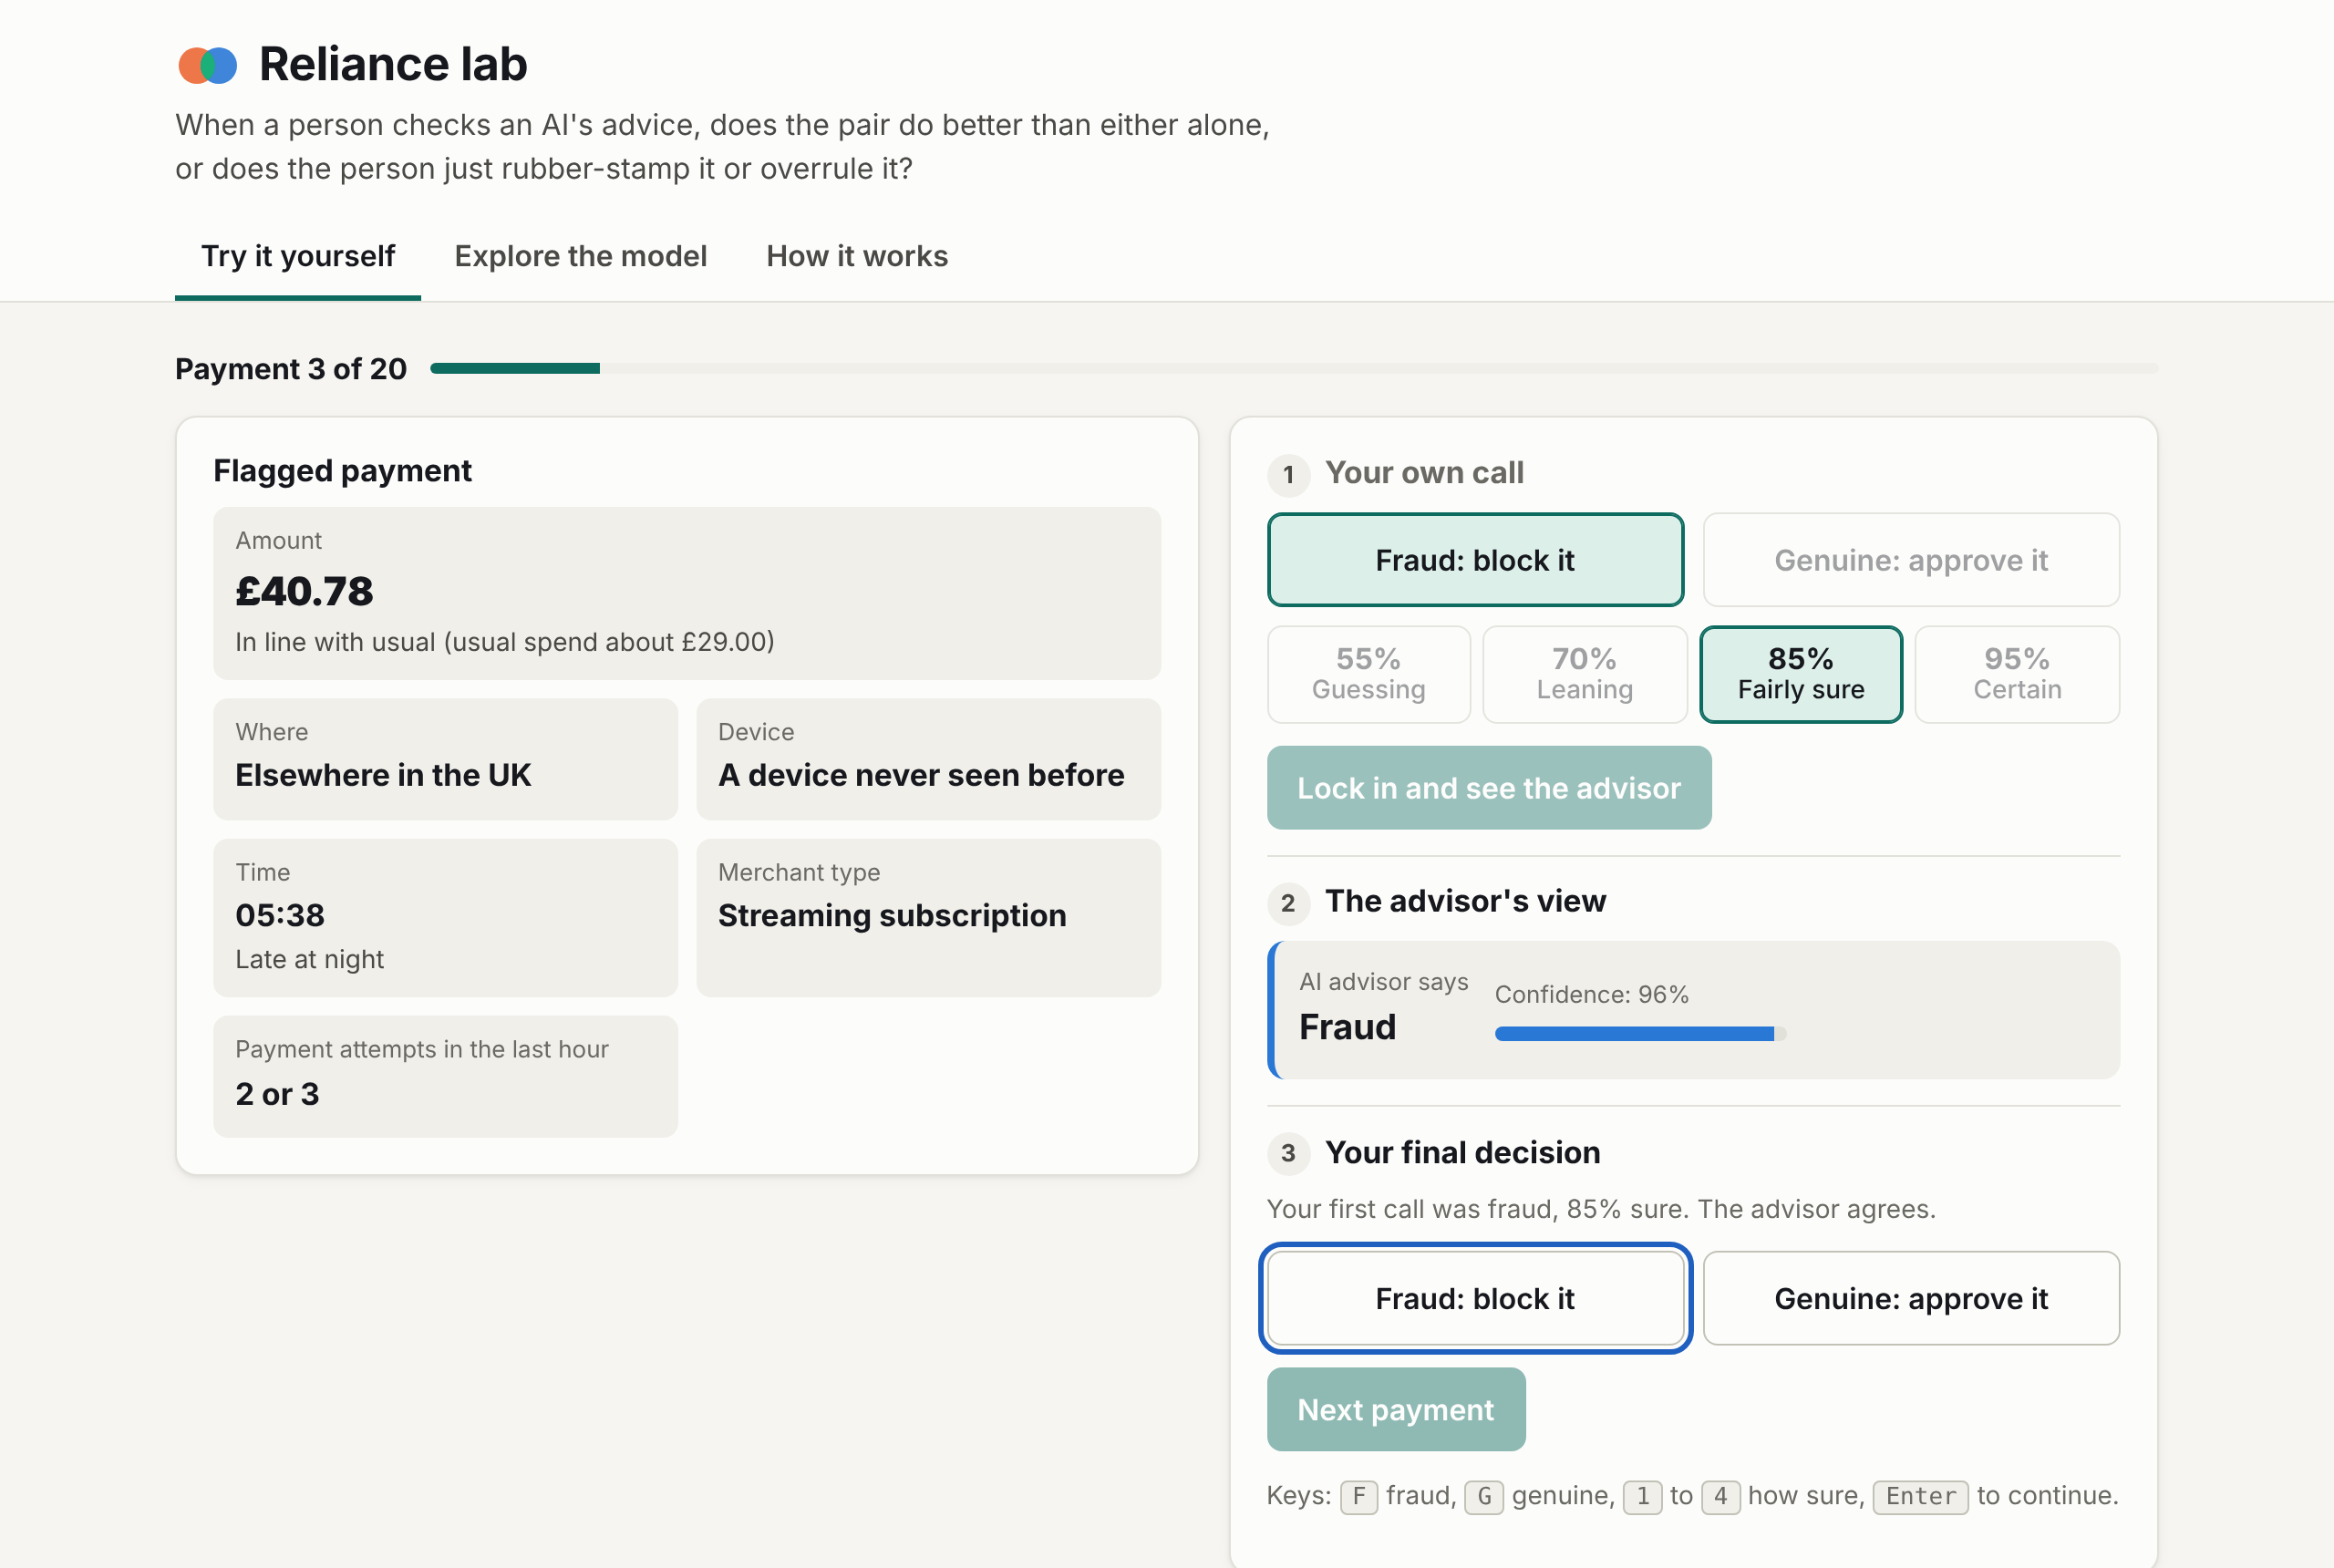 Reliance lab
When a person checks an AI's advice, does the pair do better than either alone,
or does the person just rubber-stamp it or overrule it?
Try it yourself
Explore the model
How it works
Payment 3 of 20
Flagged payment
Amount
£40.78
In line with usual (usual spend about £29.00)
Where
Elsewhere in the UK
Device
A device never seen before
Time
05:38
Late at night
Merchant type
Streaming subscription
Payment attempts in the last hour
2 or 3
1 Your own call
Fraud: block it
Genuine: approve it
55%
Guessing
70%
Leaning
85%
Fairly sure
95%
Certain
Lock in and see the advisor
2 The advisor's view
AI advisor says
Fraud
Confidence: 96%
3 Your final decision
Your first call was fraud, 85% sure. The advisor agrees.
Fraud: block it
Genuine: approve it
Next payment
Keys: F fraud, G genuine, 1 to 4 how sure, Enter to continue.